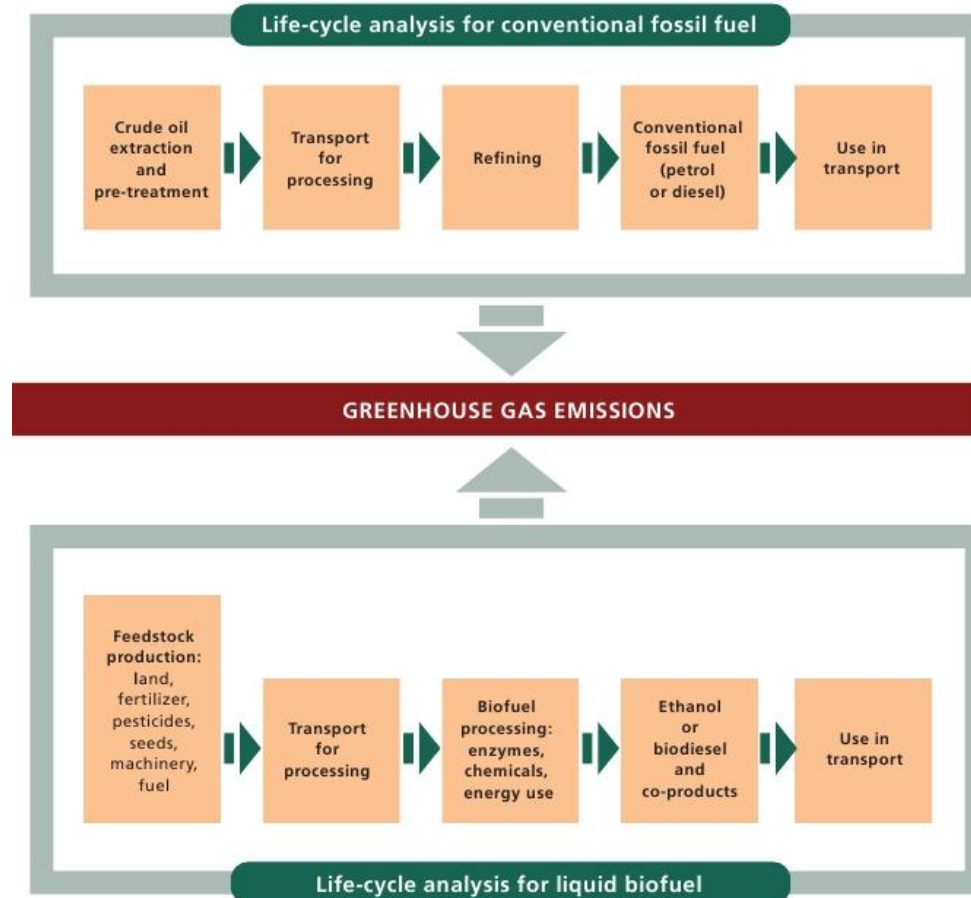 Life-cycle analysis for conventional fossil fuel
Crude oil
extraction
and
pre-treatment
Transport
for
processing
Refining
Conventional
fossil fuel
(petrol
or diesel)
Use in
transport
GREENHOUSE GAS EMISSIONS
Feedstock
production:
land,
fertilizer,
pesticides,
seeds,
machinery,
fuel
Transport
for
processing
Biofuel
processing:
enzymes,
chemicals,
energy use
Ethanol
or
biodiesel
and
co-products
Use in
transport
Life-cycle analysis for liquid biofuel